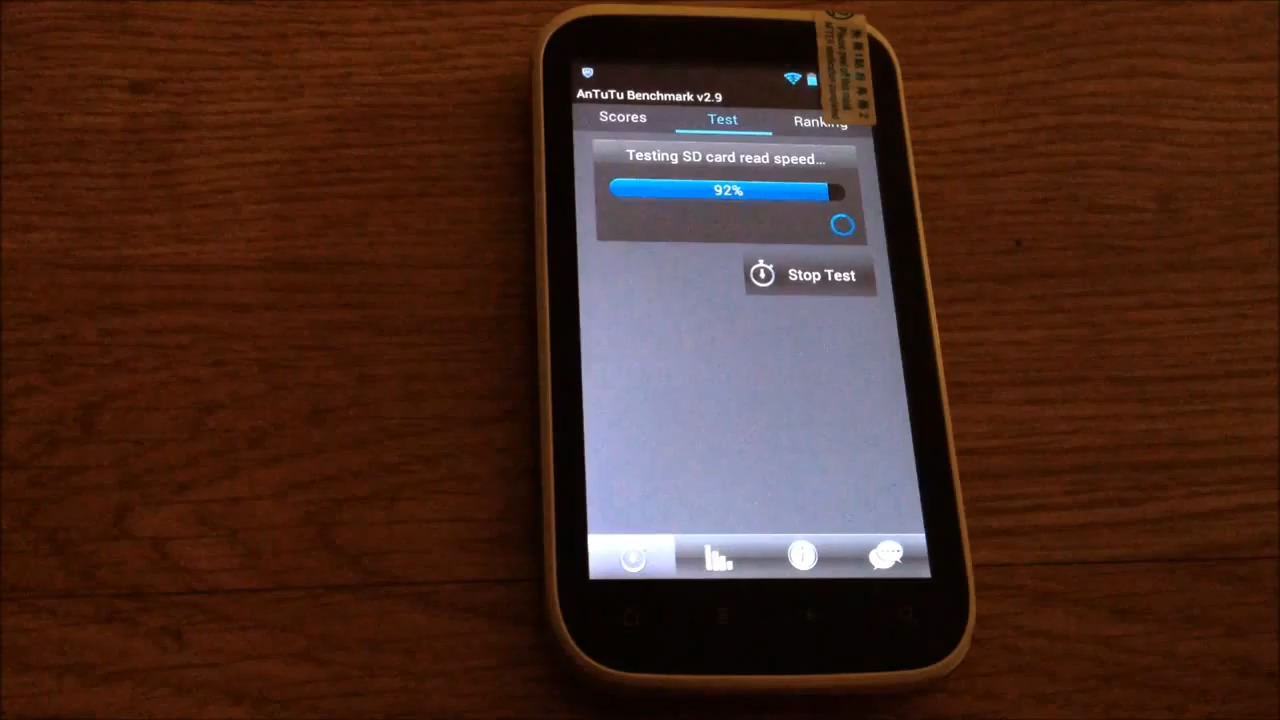 AnTuTu Benchmark v2.9
Scores
Test
Ranking
Testing SD card read speed...
92%
Stop Test